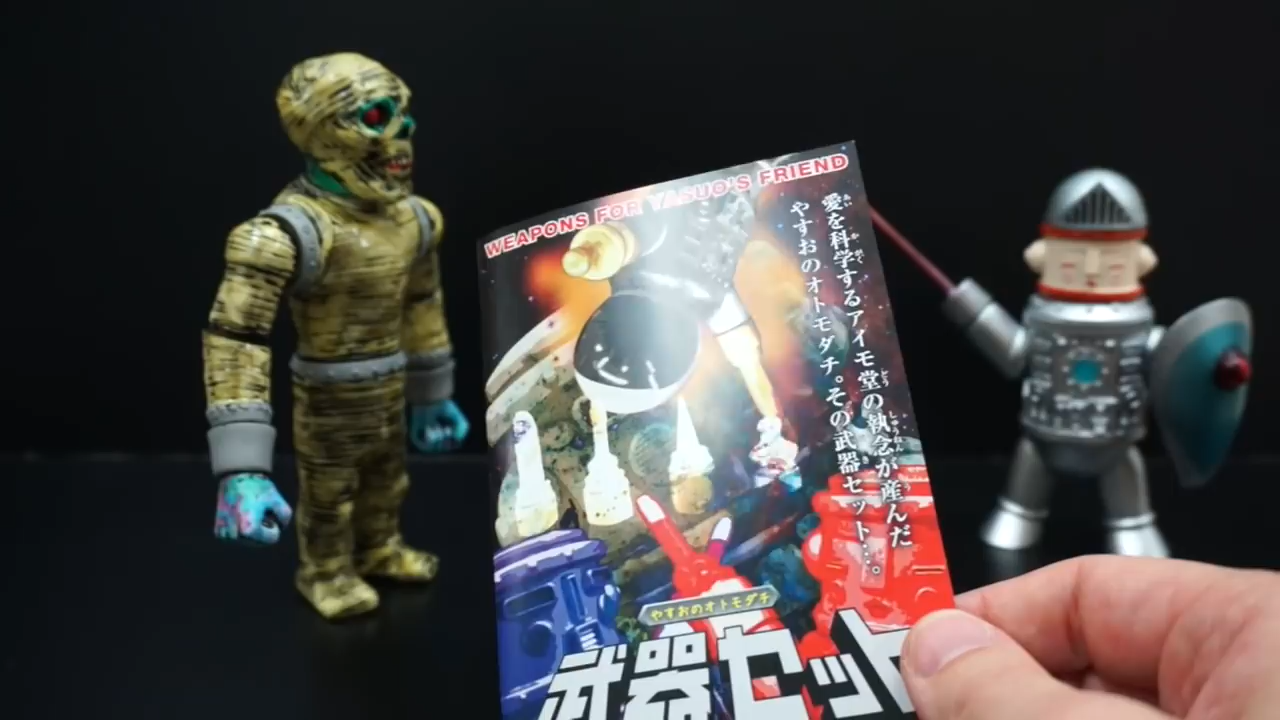 WEAPONS FOR YASUO'S FRIEND
愛を科学するアイモ堂の執念が産んだ
やすおのオトモダチ。その武器セット…。
やすおのオトモダチ
武器セット